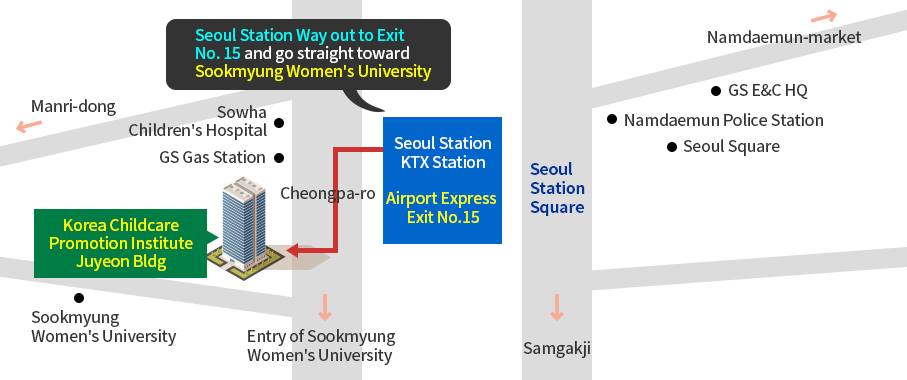 Seoul Station Way out to Exit
No. 15 and go straight toward
Sookmyung Women's University
Namdaemun-market
Manri-dong
GS E&C HQ
Sowha
Children's Hospital
Namdaemun Police Station
GS Gas Station
Seoul Station
KTX Station
Airport Express
Exit No.15
Seoul Square
Seoul
Station
Square
Cheongpa-ro
Korea Childcare
Promotion Institute
Juyeon Bldg
Sookmyung
Women's University
Entry of Sookmyung
Women's University
Samgakji